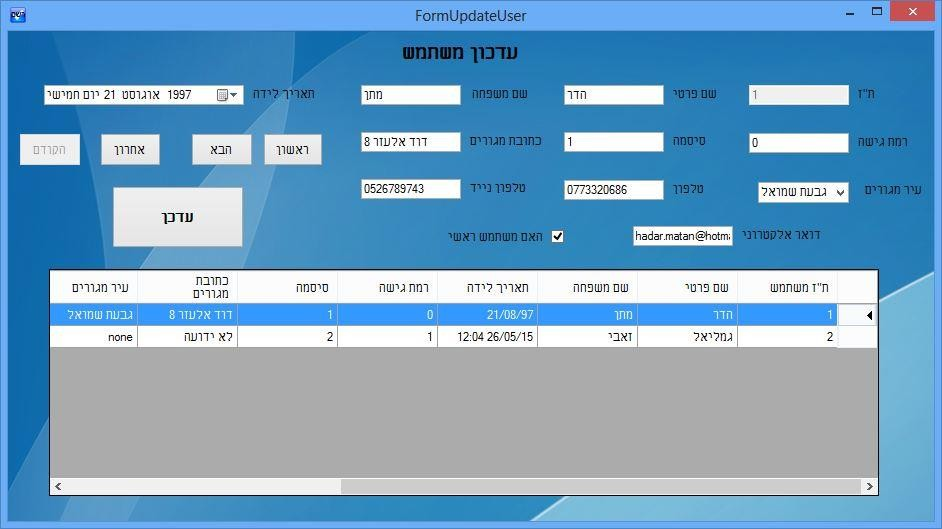 FormUpdateUser
עדכון משתמש
ת"ז 1 שם פרטי הדר שם משפחה מתן תאריך לידה יום חמישי 21 אוגוסט 1997
רמת גישה 0 סיסמה 1 כתובת מגורים דוד אלעזר 8
ראשון הבא אחרון הקודם
עיר מגורים גבעת שמואל טלפון 0773320686 טלפון נייד 0526789743
עדכן
דואר אלקטרוני hadar.matan@hotm האם משתמש ראשי
ת"ז משתמש שם פרטי שם משפחה תאריך לידה רמת גישה סיסמה כתובת מגורים עיר מגורים
1 הדר מתן 21/08/97 0 1 דוד אלעזר 8 גבעת שמואל
2 גמליאל זאבי 12:04 26/05/15 1 2 לא ידועה none